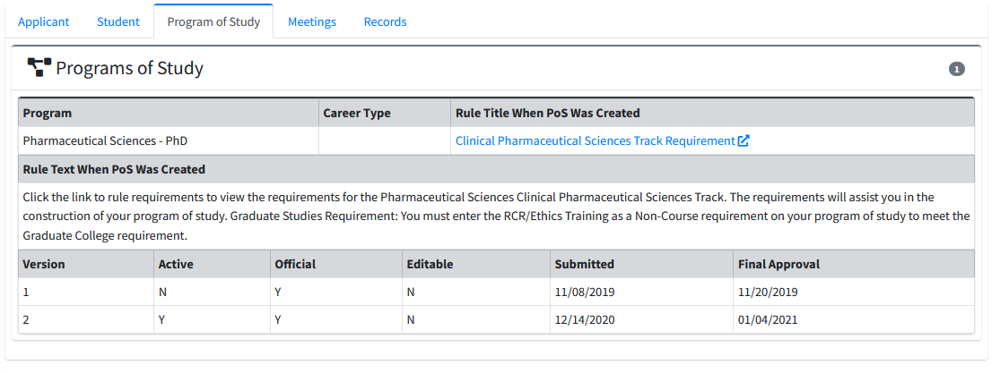 Applicant Student Program of Study Meetings Records
Programs of Study 1
Program Career Type Rule Title When PoS Was Created
Pharmaceutical Sciences - PhD Clinical Pharmaceutical Sciences Track Requirement
Rule Text When PoS Was Created
Click the link to rule requirements to view the requirements for the Pharmaceutical Sciences Clinical Pharmaceutical Sciences Track. The requirements will assist you in the
construction of your program of study. Graduate Studies Requirement: You must enter the RCR/Ethics Training as a Non-Course requirement on your program of study to meet the
Graduate College requirement.
Version Active Official Editable Submitted Final Approval
1 N Y N 11/08/2019 11/20/2019
2 Y Y N 12/14/2020 01/04/2021